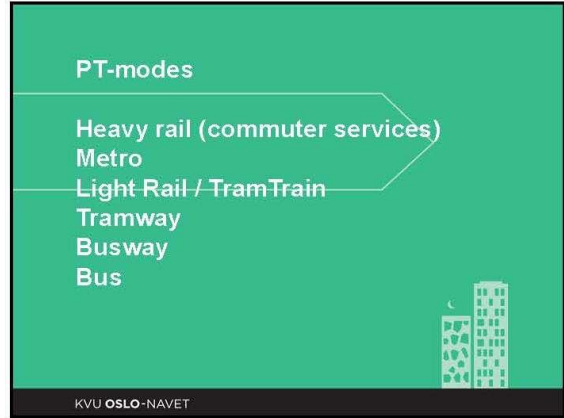 PT-modes
Heavy rail (commuter services)
Metro
Light Rail / TramTrain
Tramway
Busway
Bus
KVU OSLO-NAVET